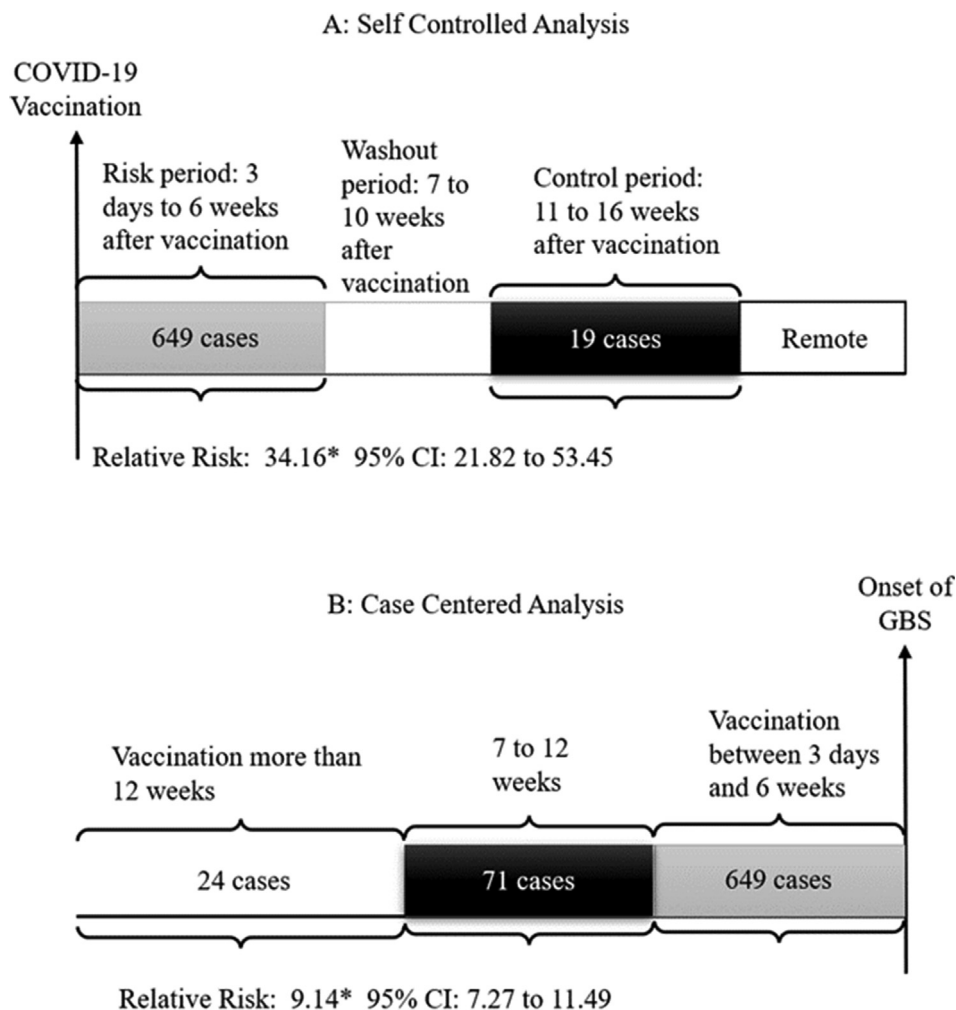 A: Self Controlled Analysis
COVID-19
Vaccination
Risk period: 3
days to 6 weeks
after vaccination
Washout
period: 7 to
10 weeks
after
vaccination
Control period:
11 to 16 weeks
after vaccination
649 cases
19 cases
Remote
Relative Risk: 34.16* 95% CI: 21.82 to 53.45
B: Case Centered Analysis
Onset of
GBS
Vaccination more than
12 weeks
7 to 12
weeks
Vaccination
between 3 days
and 6 weeks
24 cases
71 cases
649 cases
Relative Risk: 9.14* 95% CI: 7.27 to 11.49